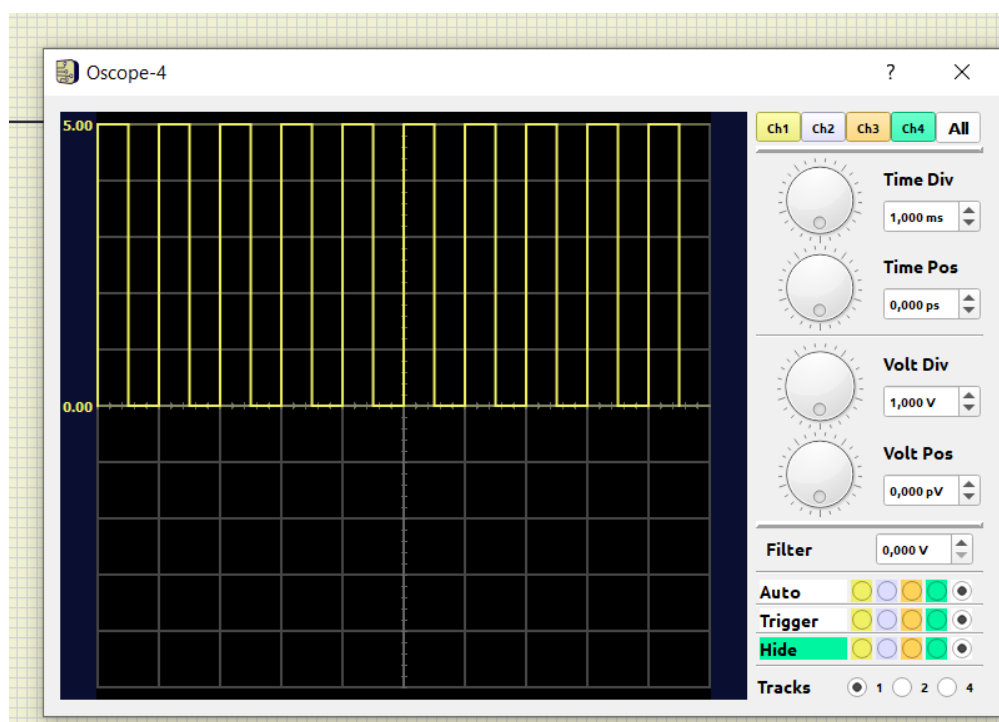 Oscope-4
?
5.00
0.00
Ch1 Ch2 Ch3 Ch4 All
Time Div
1,000 ms
Time Pos
0,000 ps
Volt Div
1,000 V
Volt Pos
0,000 pV
Filter 0,000 V
Auto
Trigger
Hide
Tracks 1 2 4